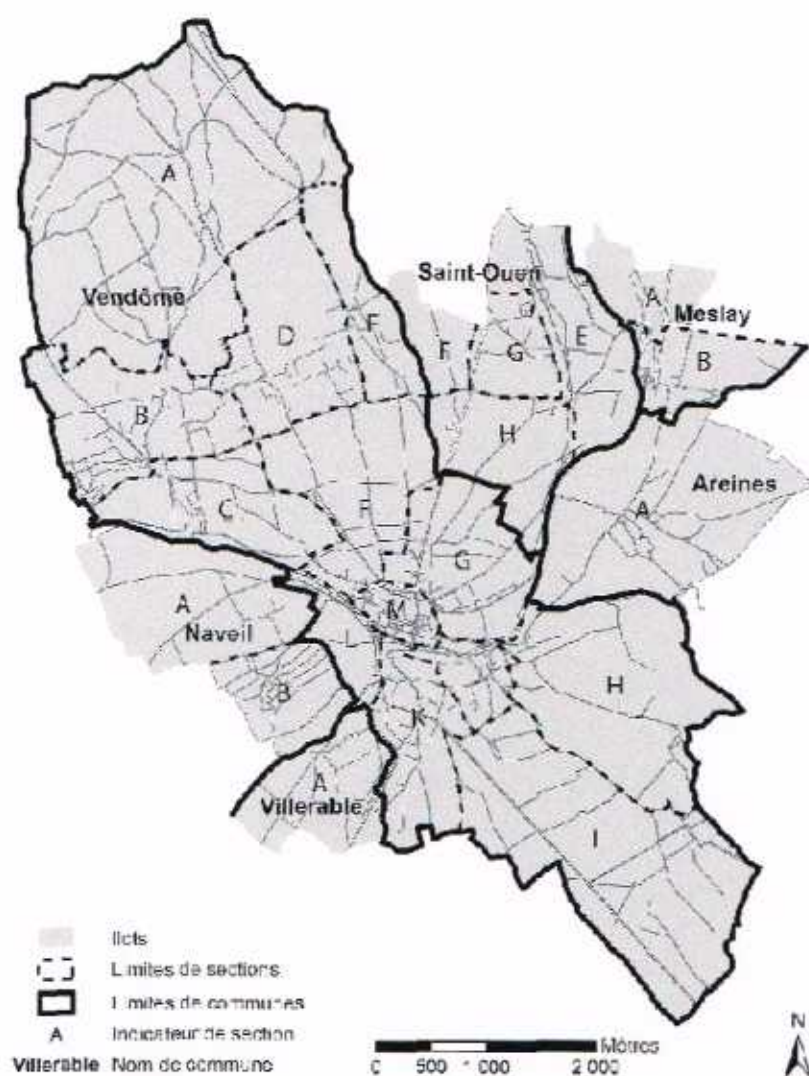 A
Saint-Ouen
A
Vendôme
Meslay
D
F
F
G
E
B
B
H
Areines
C
F
A
G
A
M
Naveil
H
B
K
A
Villerable
I
Ilots
Limites de sections
Limites de communes
A Indicateur de section
Villerable Nom de commune
N
Mètres
0 500 1 000 2 000